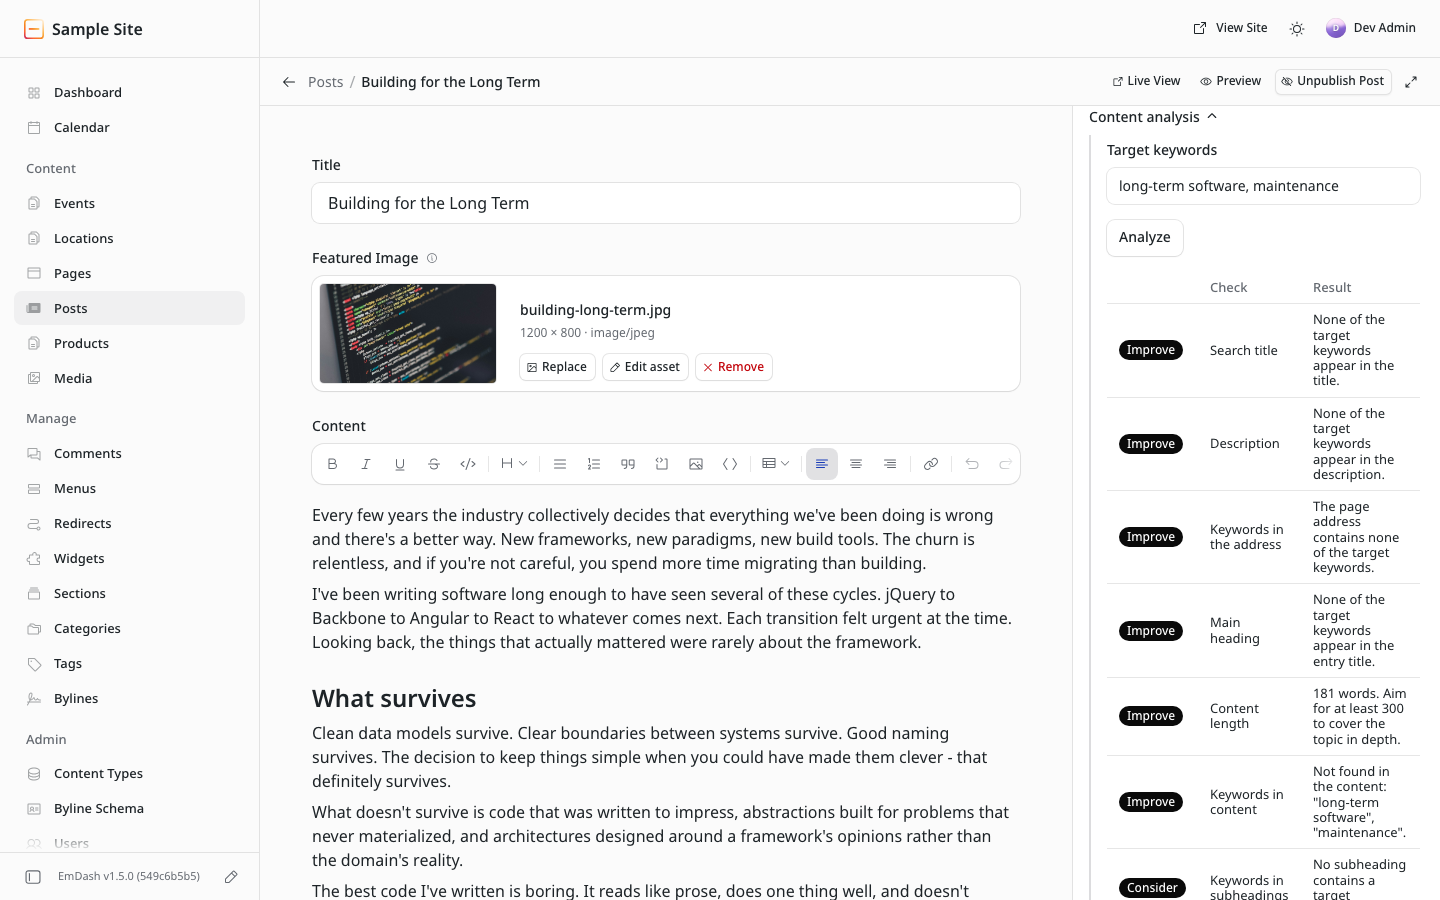 Sample Site
View Site
Dev Admin
Dashboard
Calendar
Content
Events
Locations
Pages
Posts
Products
Media
Manage
Comments
Menus
Redirects
Widgets
Sections
Categories
Tags
Bylines
Admin
Content Types
Byline Schema
Users
EmDash v1.5.0 (549c6b5b5)
Posts / Building for the Long Term
Live View
Preview
Unpublish Post
Title
Building for the Long Term
Featured Image
building-long-term.jpg
1200 × 800 · image/jpeg
Replace
Edit asset
Remove
Content
Every few years the industry collectively decides that everything we've been doing is wrong
and there's a better way. New frameworks, new paradigms, new build tools. The churn is
relentless, and if you're not careful, you spend more time migrating than building.
I've been writing software long enough to have seen several of these cycles. jQuery to
Backbone to Angular to React to whatever comes next. Each transition felt urgent at the time.
Looking back, the things that actually mattered were rarely about the framework.
What survives
Clean data models survive. Clear boundaries between systems survive. Good naming
survives. The decision to keep things simple when you could have made them clever - that
definitely survives.
What doesn't survive is code that was written to impress, abstractions built for problems that
never materialized, and architectures designed around a framework's opinions rather than
the domain's reality.
The best code I've written is boring. It reads like prose, does one thing well, and doesn't
Content analysis
Target keywords
long-term software, maintenance
Analyze
Check
Result
Improve
Search title
None of the
target
keywords
appear in the
title.
Improve
Description
None of the
target
keywords
appear in the
description.
Improve
Keywords in
the address
The page
address
contains none
of the target
keywords.
Improve
Main
heading
None of the
target
keywords
appear in the
entry title.
Improve
Content
length
181 words. Aim
for at least 300
to cover the
topic in depth.
Improve
Keywords in
content
Not found in
the content:
"long-term
software",
"maintenance".
Consider
Keywords in
subheadings
No subheading
contains a
target